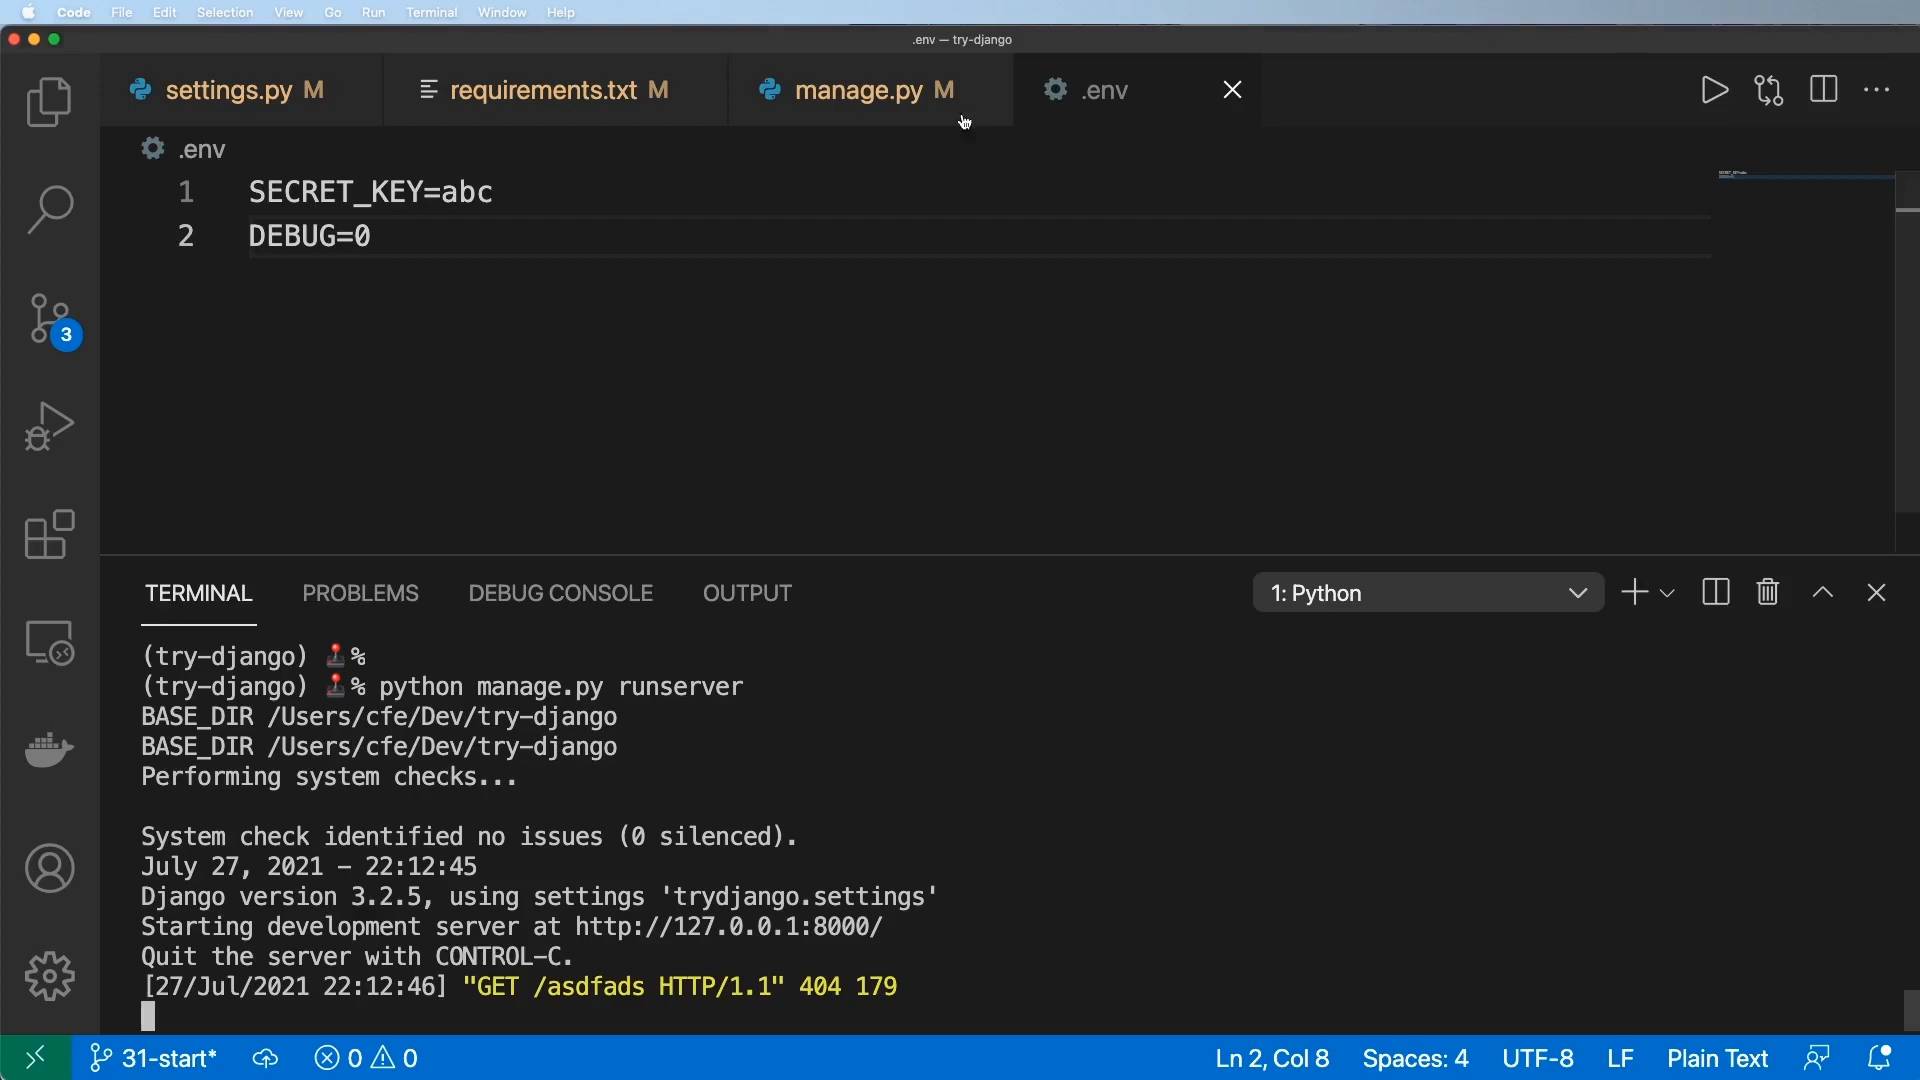 Code File Edit Selection View Go Run Terminal Window Help
.env — try-django
settings.py M requirements.txt M manage.py M .env
.env
1 SECRET_KEY=abc
2 DEBUG=0
3
TERMINAL PROBLEMS DEBUG CONSOLE OUTPUT 1: Python
(try-django) %
(try-django) % python manage.py runserver
BASE_DIR /Users/cfe/Dev/try-django
BASE_DIR /Users/cfe/Dev/try-django
Performing system checks...
System check identified no issues (0 silenced).
July 27, 2021 - 22:12:45
Django version 3.2.5, using settings 'trydjango.settings'
Starting development server at http://127.0.0.1:8000/
Quit the server with CONTROL-C.
[27/Jul/2021 22:12:46] "GET /asdfads HTTP/1.1" 404 179
31-start* 0 0 Ln 2, Col 8 Spaces: 4 UTF-8 LF Plain Text